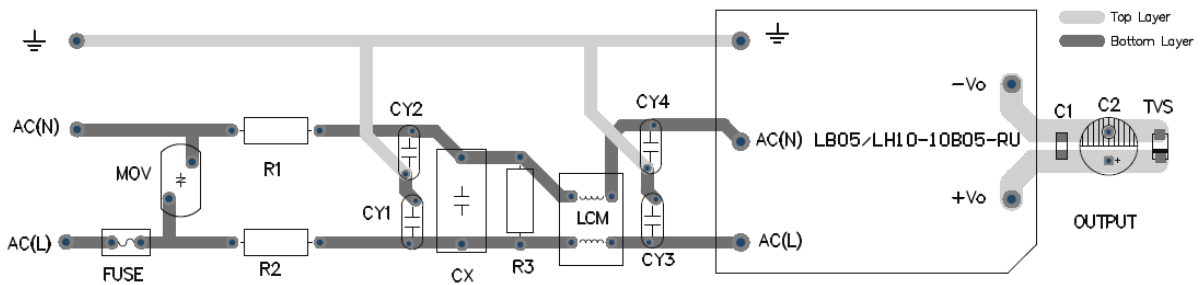 Top Layer
Bottom Layer
CY4
-Vo
CY2
C1
C2
TVS
AC(N)
AC(N)
LB05/LH10-10B05-RU
R1
MOV
+
+Vo
CY1
LCM
OUTPUT
AC(L)
AC(L)
FUSE
R2
CX
R3
CY3